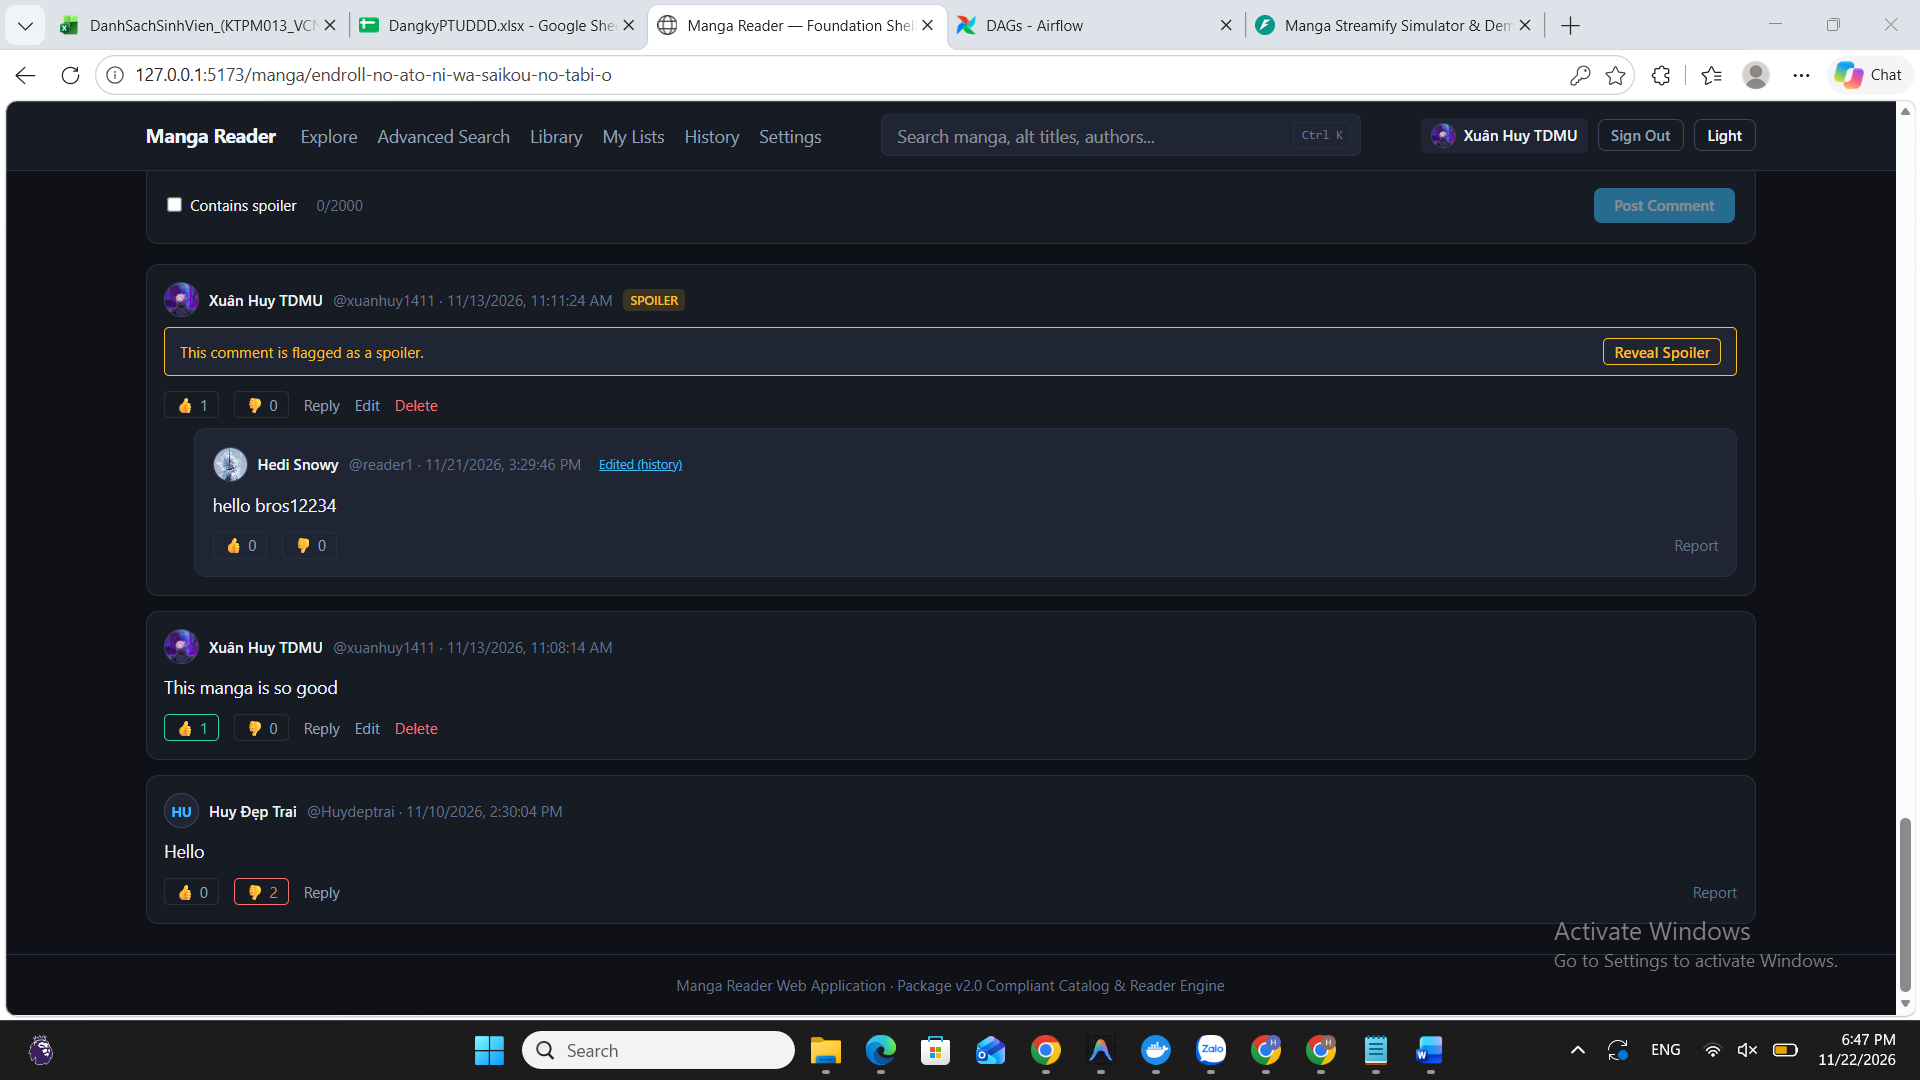 DanhSachSinhVien_(KTPM013_VCN
DangkyPTUDDD.xlsx - Google She
Manga Reader — Foundation Shel
DAGs - Airflow
Manga Streamify Simulator & Dem
127.0.0.1:5173/manga/endroll-no-ato-ni-wa-saikou-no-tabi-o
Chat
Manga Reader Explore Advanced Search Library My Lists History Settings
Search manga, alt titles, authors... Ctrl K
Xuân Huy TDMU Sign Out Light
Contains spoiler 0/2000 Post Comment
Xuân Huy TDMU @xuanhuy1411 · 11/13/2026, 11:11:24 AM SPOILER
This comment is flagged as a spoiler. Reveal Spoiler
1 0 Reply Edit Delete
Hedi Snowy @reader1 · 11/21/2026, 3:29:46 PM Edited (history)
hello bros12234
0 0 Report
Xuân Huy TDMU @xuanhuy1411 · 11/13/2026, 11:08:14 AM
This manga is so good
1 0 Reply Edit Delete
HU Huy Đẹp Trai @Huydeptrai · 11/10/2026, 2:30:04 PM
Hello
0 2 Reply Report
Activate Windows
Go to Settings to activate Windows.
Manga Reader Web Application · Package v2.0 Compliant Catalog & Reader Engine
Search
Zalo
H
H
W
ENG
6:47 PM
11/22/2026